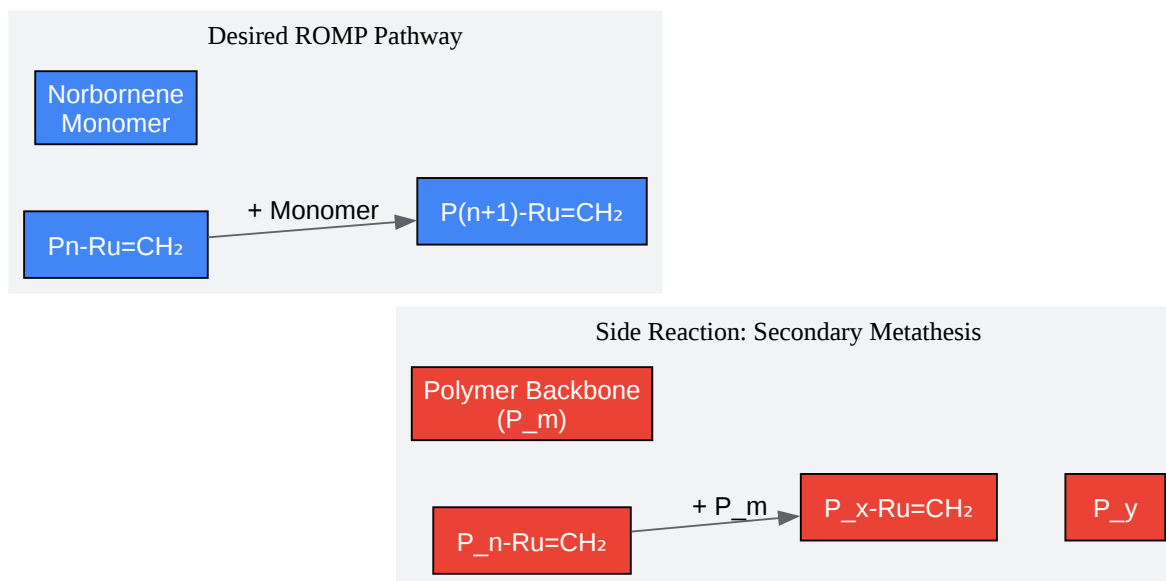 Desired ROMP Pathway
Norbornene
Monomer
Pn-Ru=CH₂
+ Monomer
P(n+1)-Ru=CH₂
Side Reaction: Secondary Metathesis
Polymer Backbone
(P_m)
P_n-Ru=CH₂
+ P_m
P_x-Ru=CH₂
P_y